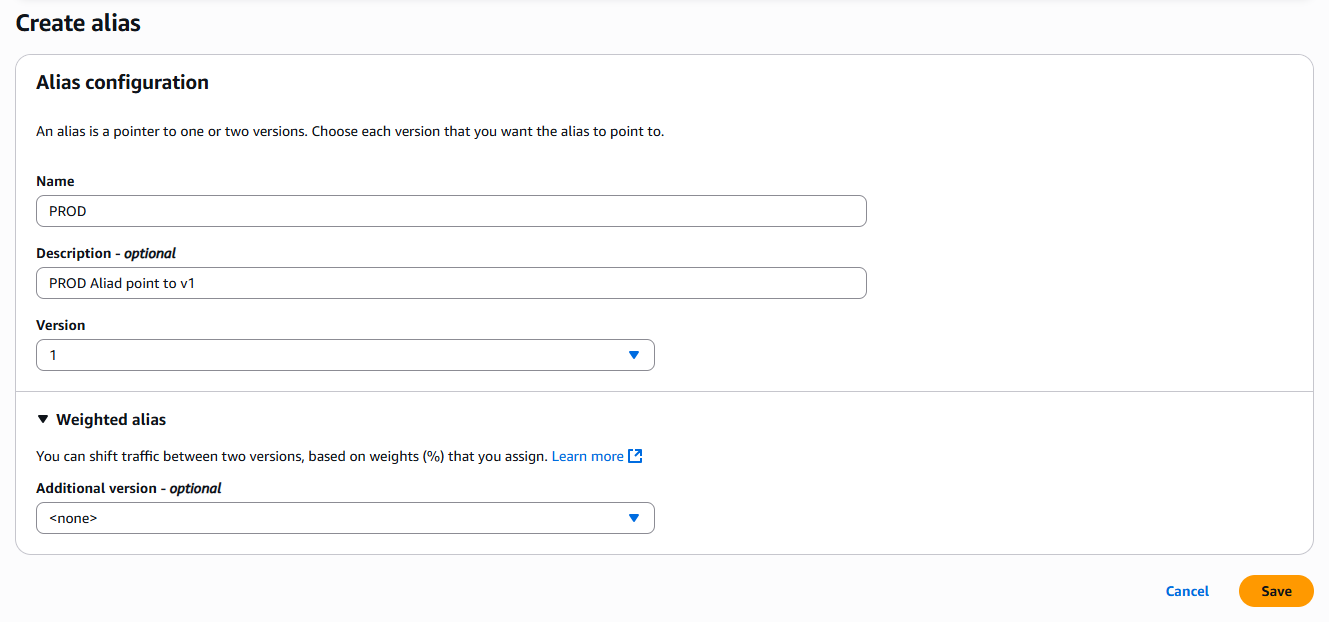 Create alias
Alias configuration
An alias is a pointer to one or two versions. Choose each version that you want the alias to point to.
Name
PROD
Description - optional
PROD Aliad point to v1
Version
1
Weighted alias
You can shift traffic between two versions, based on weights (%) that you assign. Learn more
Additional version - optional
<none>
Cancel
Save